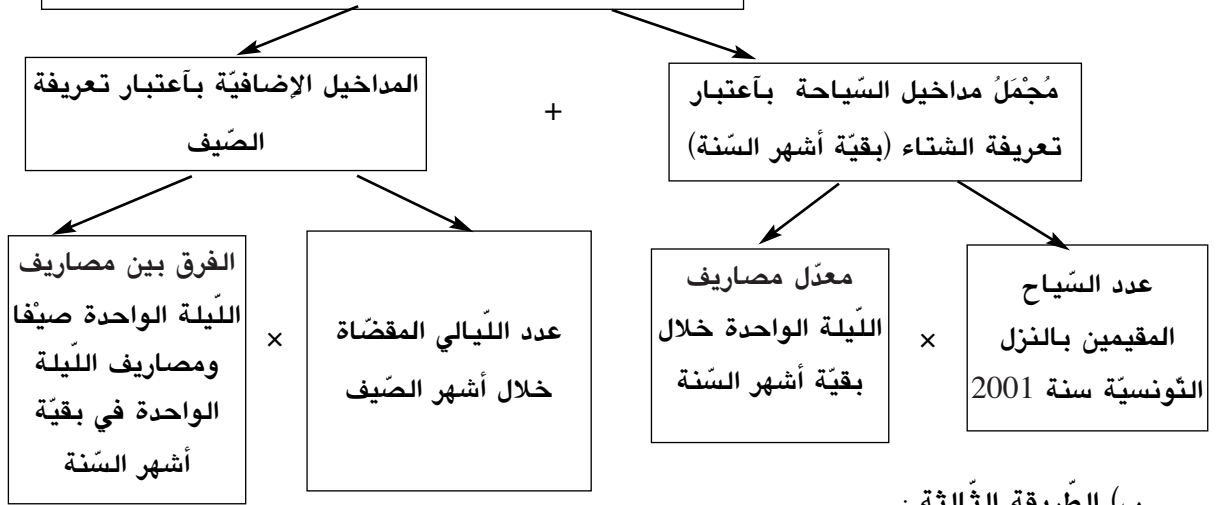 مُجْمَلُ مداخيل السّياحة بآعتبار
تعريفة الشتاء (بقيّة أشهر السّنة)
+
المداخيل الإضافيّة بآعتبار تعريفة
الصّيف
عدد السّياح
المقيمين بالنزل
التّونسيّة سنة 2001
×
معدّل مصاريف
اللّيلة الواحدة خلال
بقيّة أشهر السّنة
عدد اللّيالي المقضّاة
خلال أشهر الصّيف
×
الفرق بين مصاريف
اللّيلة الواحدة صيْفا
ومصاريف اللّيلة
الواحدة في بقيّة
أشهر السّنة
الطّريقة الثّالثة :